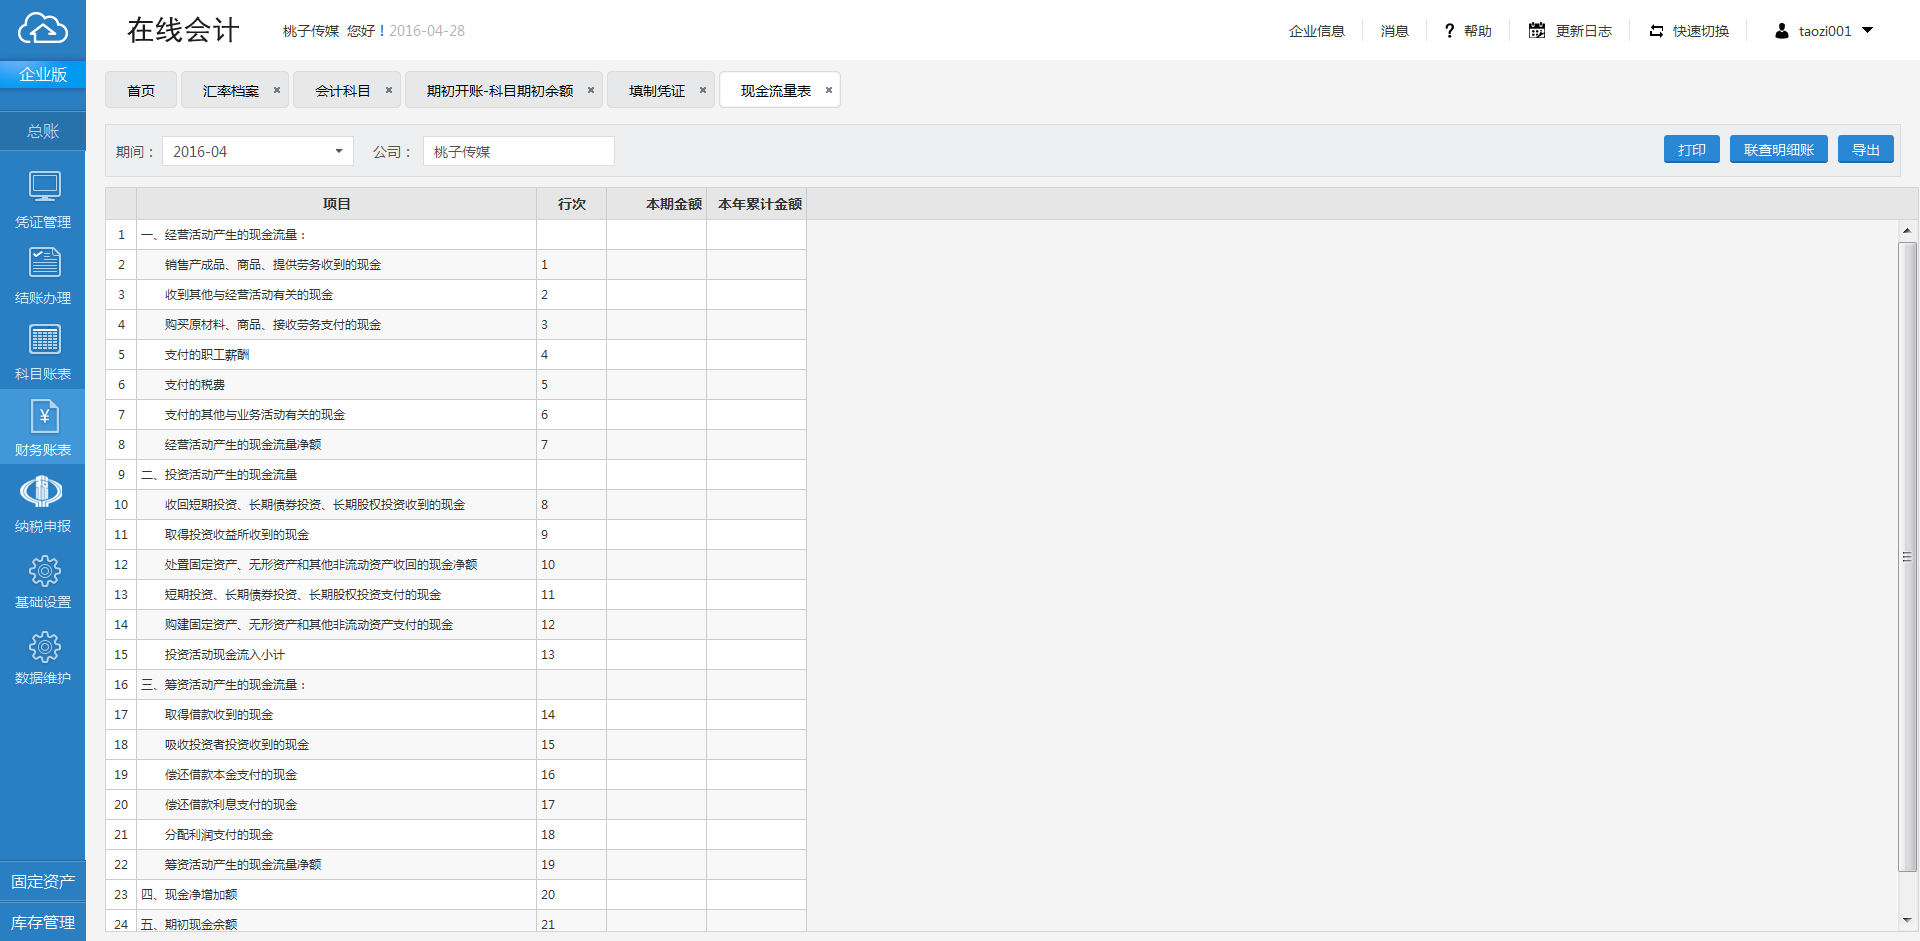 在线会计
桃子传媒 您好！2016-04-28
企业信息
消息
? 帮助
更新日志
快速切换
taozi001
企业版
总账
凭证管理
结账办理
科目账表
财务账表
纳税申报
基础设置
数据维护
固定资产
库存管理
首页
汇率档案
会计科目
期初开账-科目期初余额
填制凭证
现金流量表
期间： 2016-04 公司： 桃子传媒
打印 联查明细账 导出
项目 行次 本期金额 本年累计金额
1 一、经营活动产生的现金流量：
2 销售产成品、商品、提供劳务收到的现金 1
3 收到其他与经营活动有关的现金 2
4 购买原材料、商品、接收劳务支付的现金 3
5 支付的职工薪酬 4
6 支付的税费 5
7 支付的其他与业务活动有关的现金 6
8 经营活动产生的现金流量净额 7
9 二、投资活动产生的现金流量
10 收回短期投资、长期债券投资、长期股权投资收到的现金 8
11 取得投资收益所收到的现金 9
12 处置固定资产、无形资产和其他非流动资产收回的现金净额 10
13 短期投资、长期债券投资、长期股权投资支付的现金 11
14 购建固定资产、无形资产和其他非流动资产支付的现金 12
15 投资活动现金流入小计 13
16 三、筹资活动产生的现金流量：
17 取得借款收到的现金 14
18 吸收投资者投资收到的现金 15
19 偿还借款本金支付的现金 16
20 偿还借款利息支付的现金 17
21 分配利润支付的现金 18
22 筹资活动产生的现金流量净额 19
23 四、现金净增加额 20
24 五、期初现金余额 21